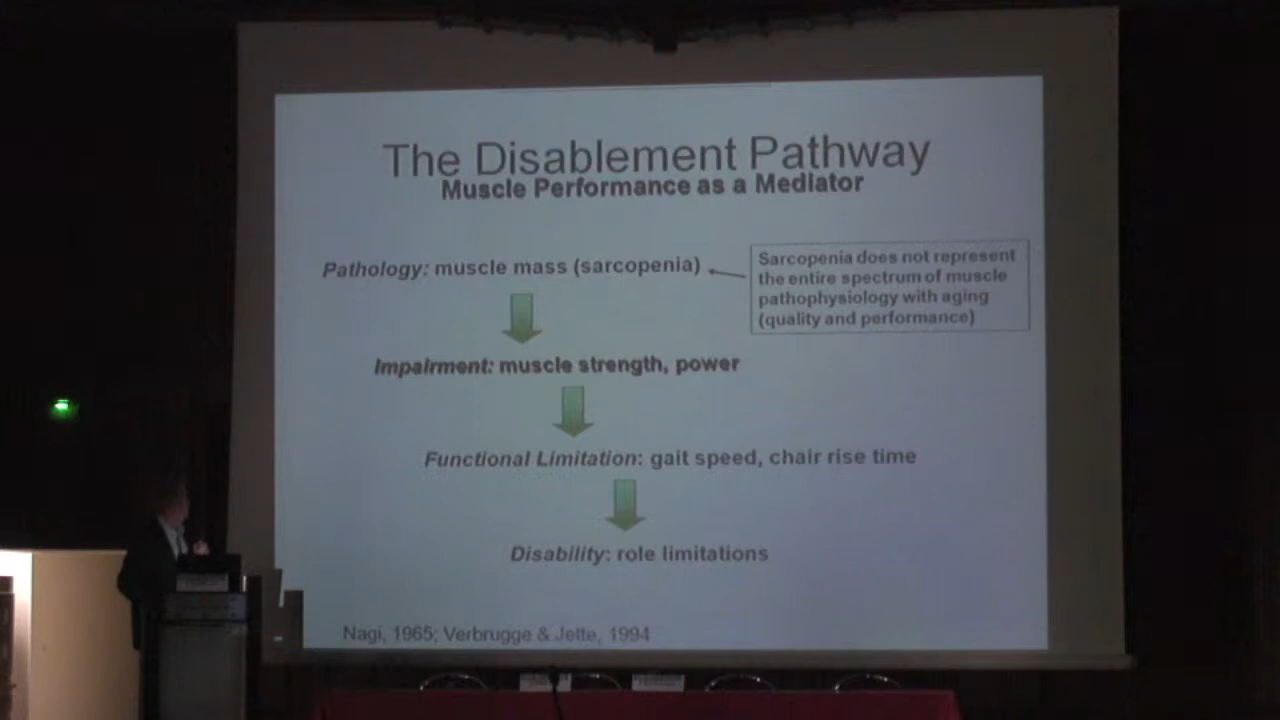 The Disablement Pathway
Muscle Performance as a Mediator
Pathology: muscle mass (sarcopenia)
Sarcopenia does not represent
the entire spectrum of muscle
pathophysiology with aging
(quality and performance)
Impairment: muscle strength, power
Functional Limitation: gait speed, chair rise time
Disability: role limitations
Nagi, 1965; Verbrugge & Jette, 1994